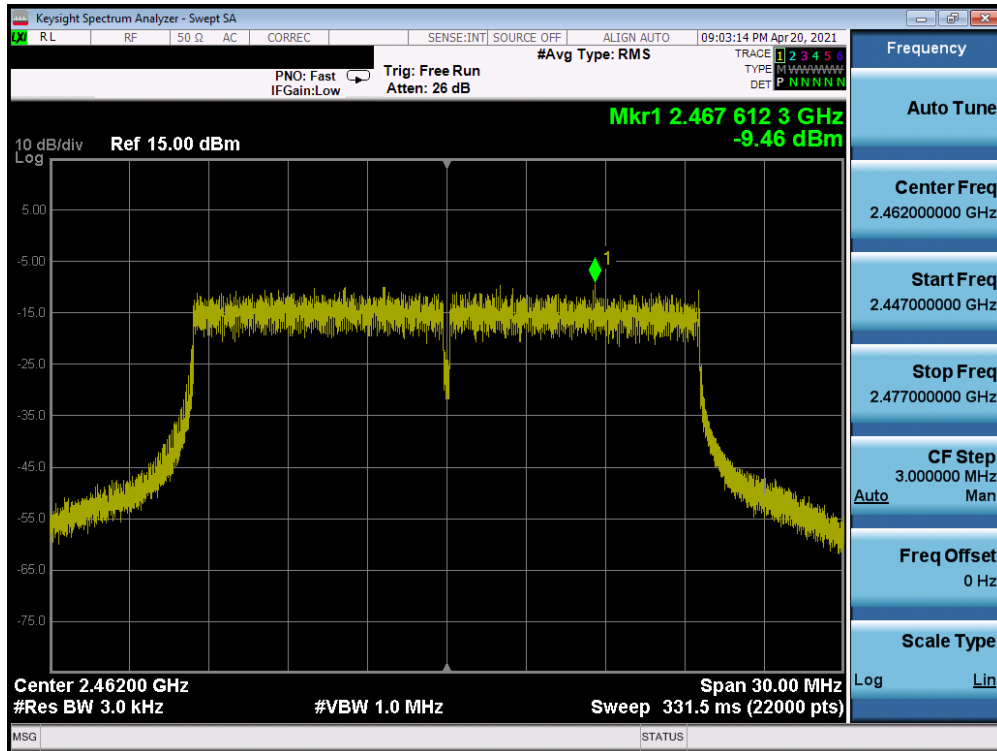 Keysight Spectrum Analyzer - Swept SA
LXI RL RF 50 Ω AC CORREC SENSE:INT SOURCE OFF ALIGN AUTO 09:03:14 PM Apr 20, 2021
#Avg Type: RMS TRACE 1 2 3 4 5 6
PNO: Fast Trig: Free Run TYPE M W W W W W
IFGain:Low Atten: 26 dB DET P N N N N N
Mkr1 2.467 612 3 GHz
-9.46 dBm
10 dB/div Ref 15.00 dBm
Log
1
5.00
-5.00
-15.0
-25.0
-35.0
-45.0
-55.0
-65.0
-75.0
Center 2.46200 GHz Span 30.00 MHz
#Res BW 3.0 kHz #VBW 1.0 MHz Sweep 331.5 ms (22000 pts)
MSG STATUS
Frequency
Auto Tune
Center Freq
2.462000000 GHz
Start Freq
2.447000000 GHz
Stop Freq
2.477000000 GHz
CF Step
3.000000 MHz
Auto Man
Freq Offset
0 Hz
Scale Type
Log Lin